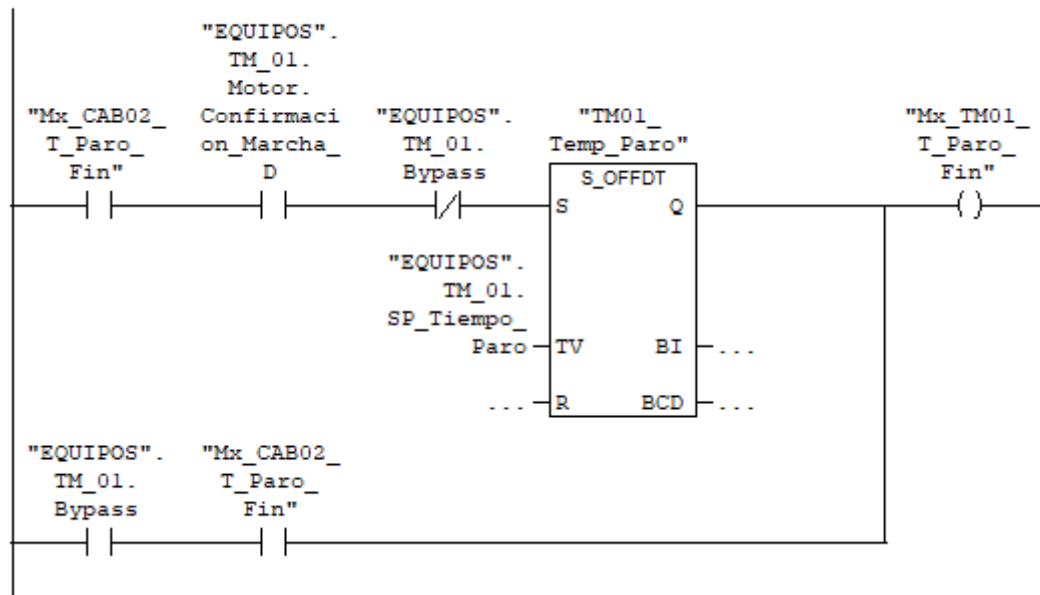 "EQUIPOS".
TM_01.
Motor.
"Mx_CAB02_ Confirmaci "EQUIPOS". "TM01_ "Mx_TM01_
T_Paro_ on_Marcha_ TM_01. Temp_Paro" T_Paro_
Fin" D Bypass S_OFFDT Fin"
S Q
"EQUIPOS".
TM_01.
SP_Tiempo_
Paro TV BI ...
... R BCD ...
"EQUIPOS". "Mx_CAB02_
TM_01. T_Paro_
Bypass Fin"